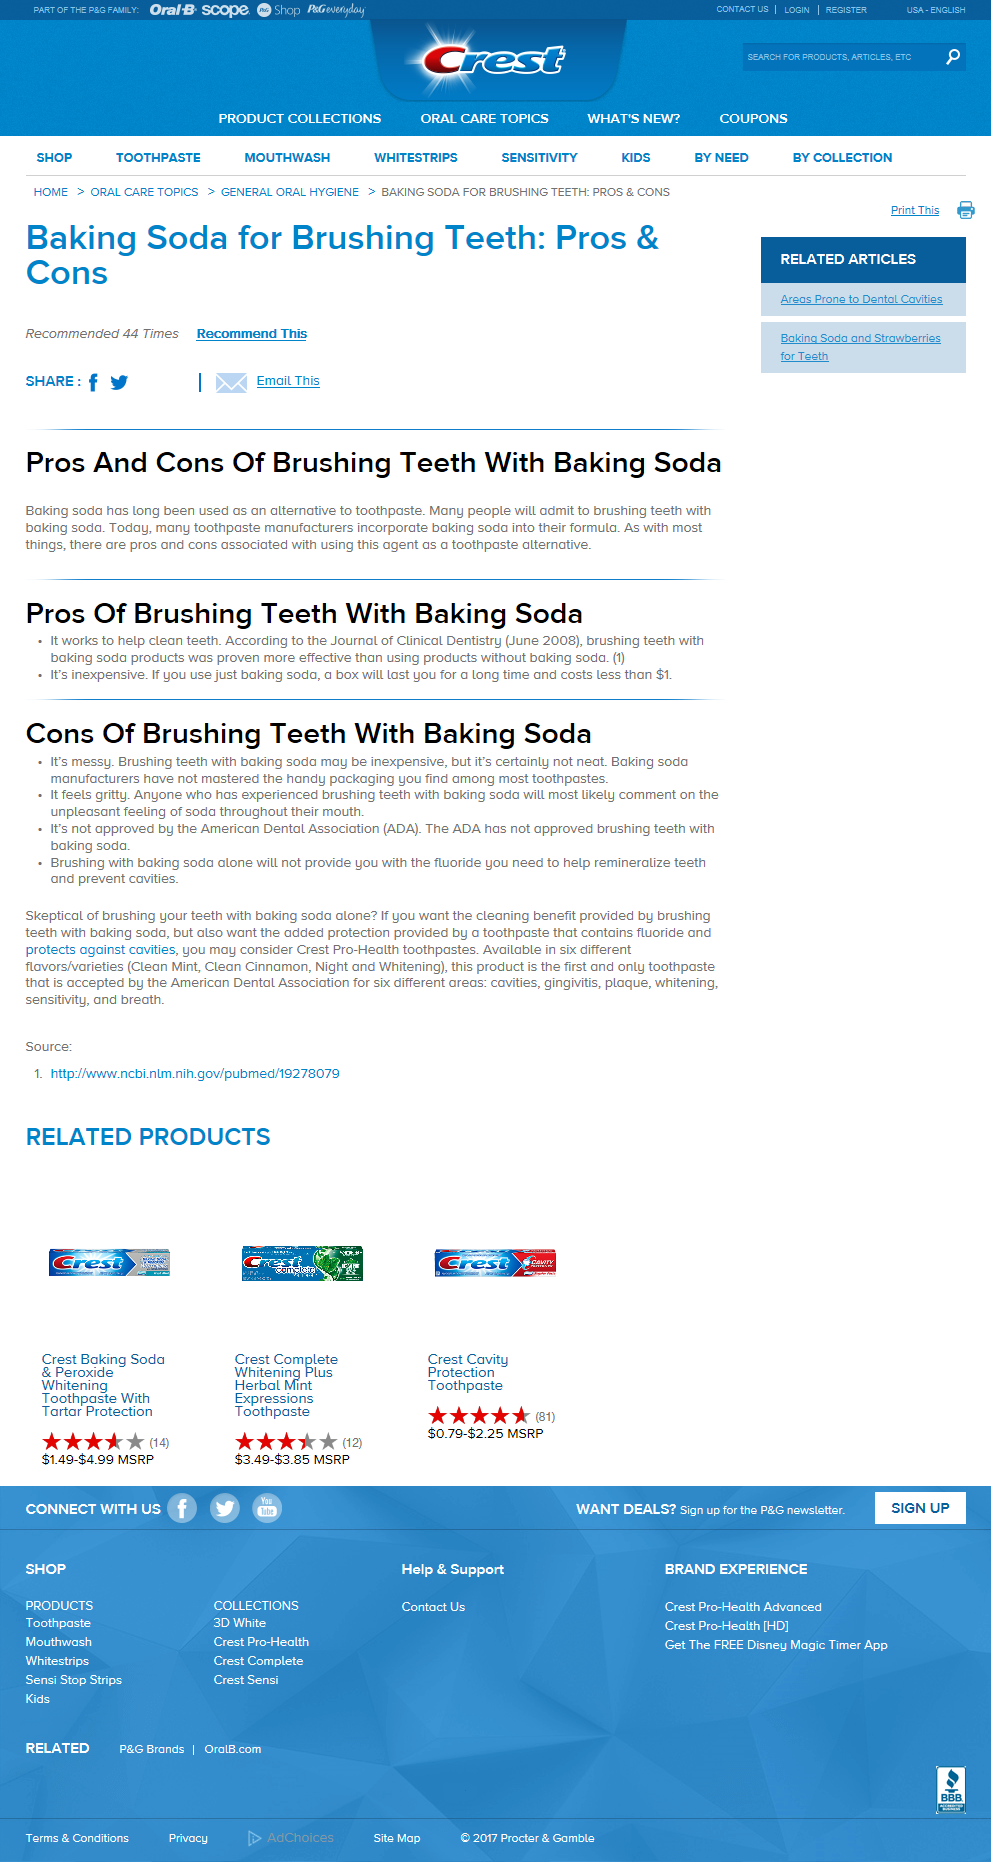 PART OF THE P&G FAMILY: Oral-B scope. P&G Shop P&G everyday
CONTACT US | LOGIN | REGISTER USA - ENGLISH
Crest
SEARCH FOR PRODUCTS, ARTICLES, ETC
PRODUCT COLLECTIONS ORAL CARE TOPICS WHAT'S NEW? COUPONS
SHOP TOOTHPASTE MOUTHWASH WHITESTRIPS SENSITIVITY KIDS BY NEED BY COLLECTION
HOME > ORAL CARE TOPICS > GENERAL ORAL HYGIENE > BAKING SODA FOR BRUSHING TEETH: PROS & CONS
Print This
Baking Soda for Brushing Teeth: Pros &
Cons
RELATED ARTICLES
Areas Prone to Dental Cavities
Baking Soda and Strawberries
for Teeth
Recommended 44 Times Recommend This
SHARE : | Email This
Pros And Cons Of Brushing Teeth With Baking Soda
Baking soda has long been used as an alternative to toothpaste. Many people will admit to brushing teeth with
baking soda. Today, many toothpaste manufacturers incorporate baking soda into their formula. As with most
things, there are pros and cons associated with using this agent as a toothpaste alternative.
Pros Of Brushing Teeth With Baking Soda
• It works to help clean teeth. According to the Journal of Clinical Dentistry (June 2008), brushing teeth with
baking soda products was proven more effective than using products without baking soda. (1)
• It's inexpensive. If you use just baking soda, a box will last you for a long time and costs less than $1.
Cons Of Brushing Teeth With Baking Soda
• It's messy. Brushing teeth with baking soda may be inexpensive, but it's certainly not neat. Baking soda
manufacturers have not mastered the handy packaging you find among most toothpastes.
• It feels gritty. Anyone who has experienced brushing teeth with baking soda will most likely comment on the
unpleasant feeling of soda throughout their mouth.
• It's not approved by the American Dental Association (ADA). The ADA has not approved brushing teeth with
baking soda.
• Brushing with baking soda alone will not provide you with the fluoride you need to help remineralize teeth
and prevent cavities.
Skeptical of brushing your teeth with baking soda alone? If you want the cleaning benefit provided by brushing
teeth with baking soda, but also want the added protection provided by a toothpaste that contains fluoride and
protects against cavities, you may consider Crest Pro-Health toothpastes. Available in six different
flavors/varieties (Clean Mint, Clean Cinnamon, Night and Whitening), this product is the first and only toothpaste
that is accepted by the American Dental Association for six different areas: cavities, gingivitis, plaque, whitening,
sensitivity, and breath.
Source:
1. http://www.ncbi.nlm.nih.gov/pubmed/19278079
RELATED PRODUCTS
Crest
Crest complete
Crest CAVITY
Crest Baking Soda
& Peroxide
Whitening
Toothpaste With
Tartar Protection
(14)
$1.49-$4.99 MSRP
Crest Complete
Whitening Plus
Herbal Mint
Expressions
Toothpaste
(12)
$3.49-$3.85 MSRP
Crest Cavity
Protection
Toothpaste
(81)
$0.79-$2.25 MSRP
CONNECT WITH US You Tube
WANT DEALS? Sign up for the P&G newsletter. SIGN UP
SHOP
PRODUCTS
Toothpaste
Mouthwash
Whitestrips
Sensi Stop Strips
Kids
COLLECTIONS
3D White
Crest Pro-Health
Crest Complete
Crest Sensi
Help & Support
Contact Us
BRAND EXPERIENCE
Crest Pro-Health Advanced
Crest Pro-Health [HD]
Get The FREE Disney Magic Timer App
RELATED P&G Brands | OralB.com
BBB
ACCREDITED
BUSINESS
Terms & Conditions Privacy AdChoices Site Map © 2017 Procter & Gamble